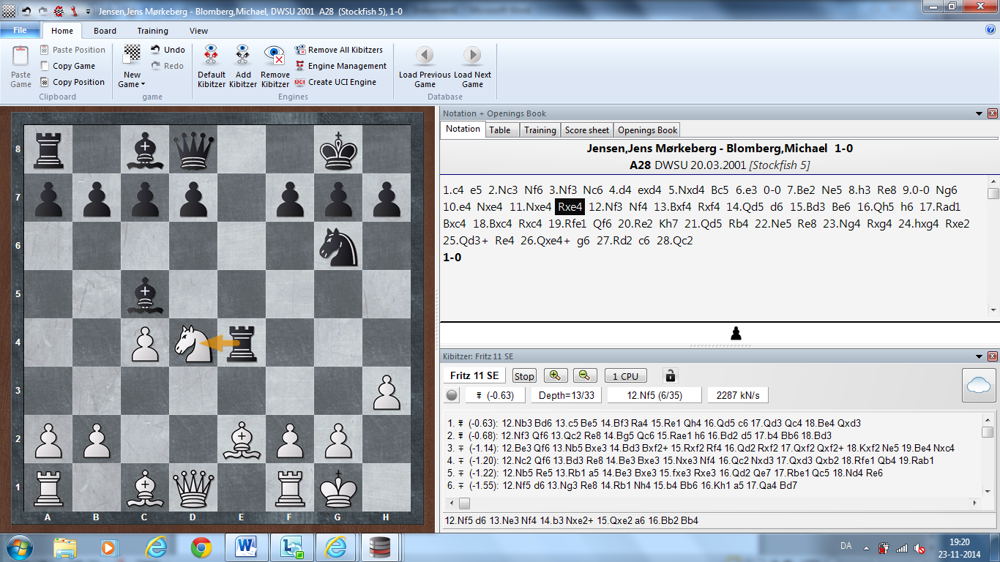 Jensen,Jens Mørkeberg - Blomberg,Michael, DWSU 2001  A28  (Stockfish 5), 1-0
File Home Board Training View
Paste Game
Paste Position
Copy Game
Copy Position
Clipboard
New Game
Undo
Redo
game
Default Kibitzer
Add Kibitzer
Remove Kibitzer
Remove All Kibitzers
Engine Management
UCI Create UCI Engine
Engines
Load Previous Game
Load Next Game
Database
8
7
6
5
4
3
2
1
A B C D E F G H
Notation + Openings Book
Notation Table Training Score sheet Openings Book
Jensen,Jens Mørkeberg - Blomberg,Michael 1-0
A28 DWSU 20.03.2001 [Stockfish 5]
1.c4 e5 2.Nc3 Nf6 3.Nf3 Nc6 4.d4 exd4 5.Nxd4 Bc5 6.e3 0-0 7.Be2 Ne5 8.h3 Re8 9.0-0 Ng6
10.e4 Nxe4 11.Nxe4 Rxe4 12.Nf3 Nf4 13.Bxf4 Rxf4 14.Qd5 d6 15.Bd3 Be6 16.Qh5 h6 17.Rad1
Bxc4 18.Bxc4 Rxc4 19.Rfe1 Qf6 20.Re2 Kh7 21.Qd5 Rb4 22.Ne5 Re8 23.Ng4 Rxg4 24.hxg4 Rxe2
25.Qd3+ Re4 26.Qxe4+ g6 27.Rd2 c6 28.Qc2
1-0
Kibitzer: Fritz 11 SE
Fritz 11 SE Stop 1 CPU
(-0.63) Depth=13/33 12.Nf5 (6/35) 2287 kN/s
1. ∓ (-0.63): 12.Nb3 Bd6 13.c5 Be5 14.Bf3 Ra4 15.Re1 Qh4 16.Qd5 c6 17.Qd3 Qc4 18.Be4 Qxd3
2. ∓ (-0.68): 12.Nf3 Qf6 13.Qc2 Re8 14.Bg5 Qc6 15.Rae1 h6 16.Bd2 d5 17.b4 Bb6 18.Bd3
3. ∓ (-1.14): 12.Be3 Qf6 13.Nb5 Bxe3 14.Bd3 Bxf2+ 15.Rxf2 Rf4 16.Qd2 Rxf2 17.Qxf2 Qxf2+ 18.Kxf2 Ne5 19.Be4 Nxc4
4. ∓ (-1.20): 12.Nc2 Qf6 13.Bd3 Re8 14.Be3 Bxe3 15.Nxe3 Nf4 16.Qc2 Nxd3 17.Qxd3 Qxb2 18.Rfe1 Qb4 19.Rab1
5. ∓ (-1.22): 12.Nb5 Re5 13.Rb1 a5 14.Be3 Bxe3 15.fxe3 Rxe3 16.Qd2 Qe7 17.Rbe1 Qc5 18.Nd4 Re6
6. ∓ (-1.55): 12.Nf5 d6 13.Ng3 Re8 14.Rb1 Nh4 15.b4 Bb6 16.Kh1 a5 17.Qa4 Bd7
12.Nf5 d6 13.Ne3 Nf4 14.b3 Nxe2+ 15.Qxe2 a6 16.Bb2 Bb4
DA
19:20
23-11-2014